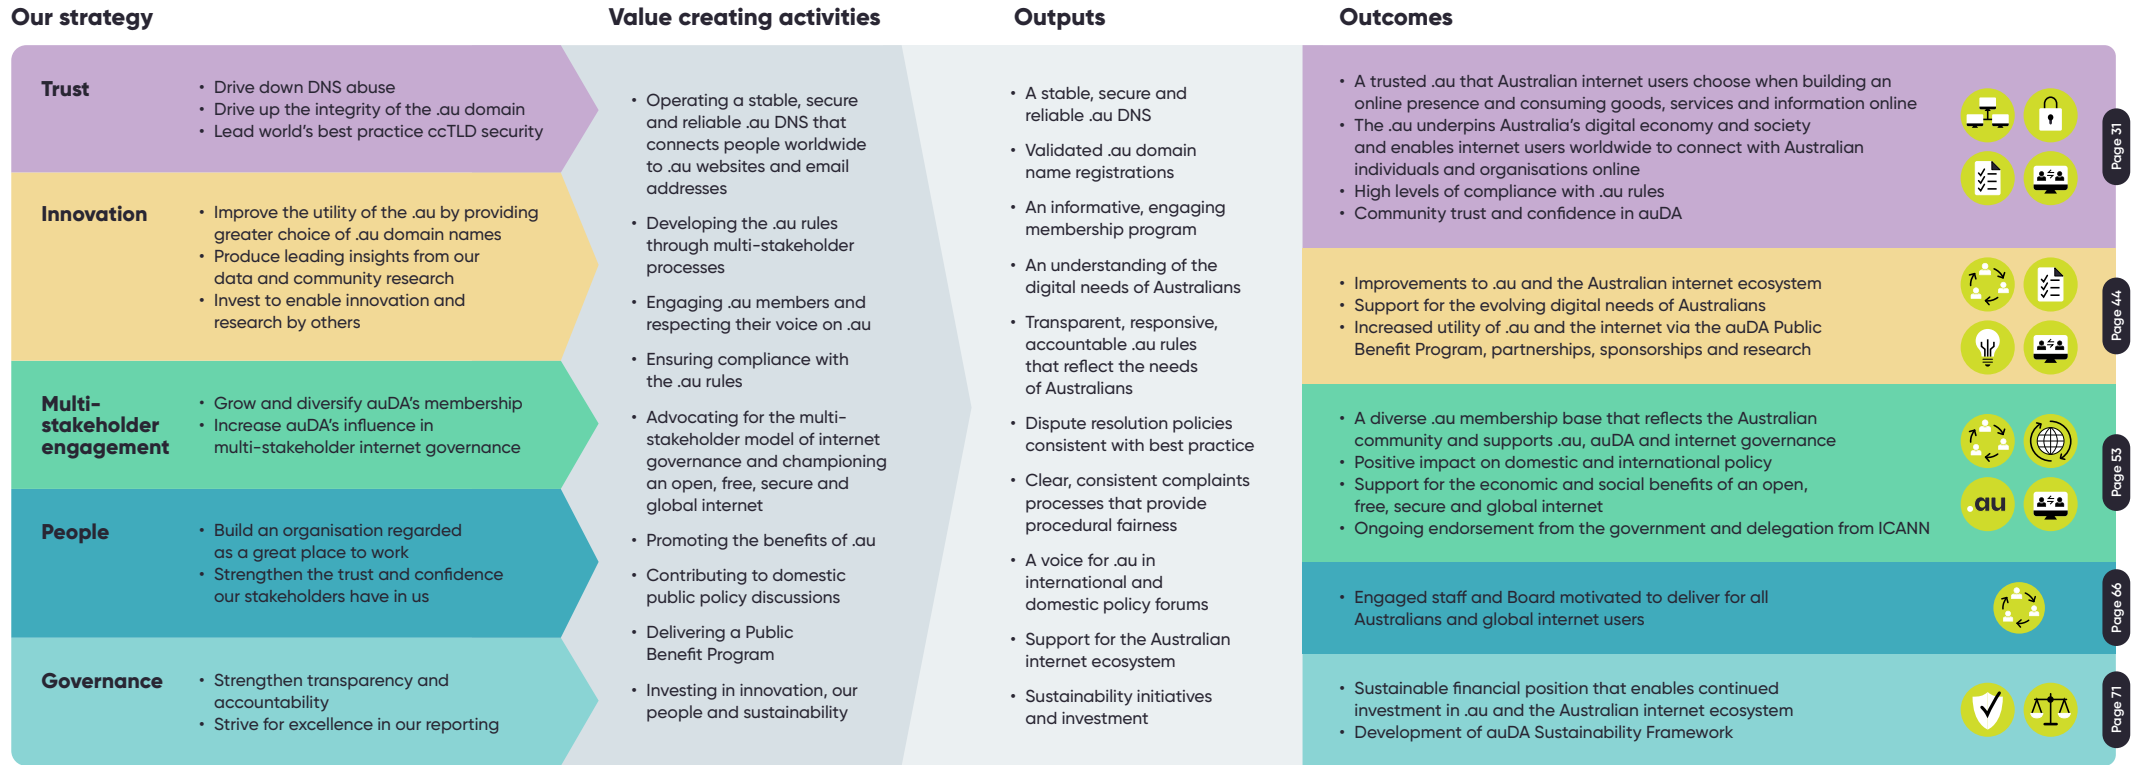 Our strategy
Value creating activities
Outputs
Outcomes
Trust
• Drive down DNS abuse
• Drive up the integrity of the .au domain
• Lead world's best practice ccTLD security
Innovation
• Improve the utility of the .au by providing
greater choice of .au domain names
• Produce leading insights from our
data and community research
• Invest to enable innovation and
research by others
Multi-
stakeholder
engagement
• Grow and diversify auDA's membership
• Increase auDA's influence in
multi-stakeholder internet governance
People
• Build an organisation regarded
as a great place to work
• Strengthen the trust and confidence
our stakeholders have in us
Governance
• Strengthen transparency and
accountability
• Strive for excellence in our reporting
• Operating a stable, secure
and reliable .au DNS that
connects people worldwide
to .au websites and email
addresses
• Developing the .au rules
through multi-stakeholder
processes
• Engaging .au members and
respecting their voice on .au
• Ensuring compliance with
the .au rules
• Advocating for the multi-
stakeholder model of internet
governance and championing
an open, free, secure and
global internet
• Promoting the benefits of .au
• Contributing to domestic
public policy discussions
• Delivering a Public
Benefit Program
• Investing in innovation, our
people and sustainability
• A stable, secure and
reliable .au DNS
• Validated .au domain
name registrations
• An informative, engaging
membership program
• An understanding of the
digital needs of Australians
• Transparent, responsive,
accountable .au rules
that reflect the needs
of Australians
• Dispute resolution policies
consistent with best practice
• Clear, consistent complaints
processes that provide
procedural fairness
• A voice for .au in
international and
domestic policy forums
• Support for the Australian
internet ecosystem
• Sustainability initiatives
and investment
• A trusted .au that Australian internet users choose when building an
online presence and consuming goods, services and information online
• The .au underpins Australia's digital economy and society
and enables internet users worldwide to connect with Australian
individuals and organisations online
• High levels of compliance with .au rules
• Community trust and confidence in auDA
Page 31
• Improvements to .au and the Australian internet ecosystem
• Support for the evolving digital needs of Australians
• Increased utility of .au and the internet via the auDA Public
Benefit Program, partnerships, sponsorships and research
Page 44
• A diverse .au membership base that reflects the Australian
community and supports .au, auDA and internet governance
• Positive impact on domestic and international policy
• Support for the economic and social benefits of an open,
free, secure and global internet
• Ongoing endorsement from the government and delegation from ICANN
.au
Page 53
• Engaged staff and Board motivated to deliver for all
Australians and global internet users
Page 66
• Sustainable financial position that enables continued
investment in .au and the Australian internet ecosystem
• Development of auDA Sustainability Framework
Page 71